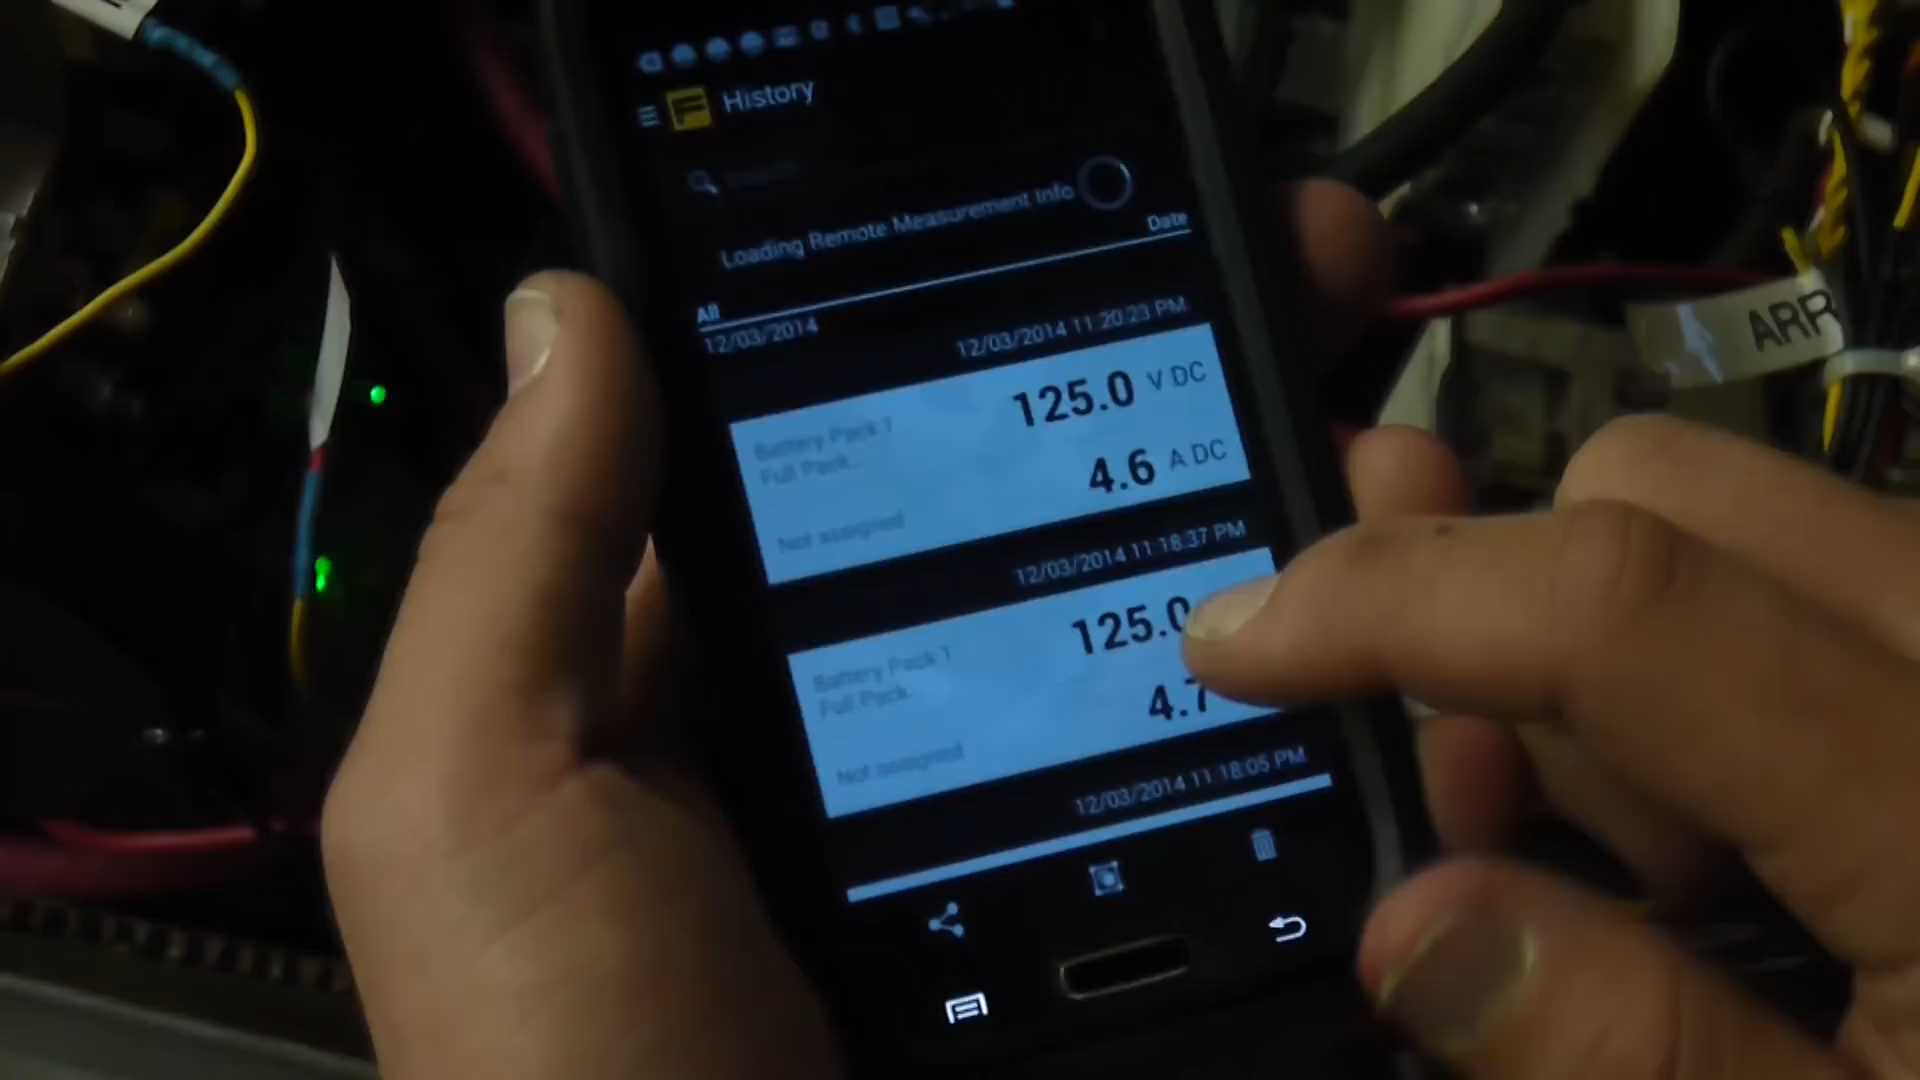 History
Loading Remote Measurement Info
Date
All
12/03/2014
12/03/2014 11:20:23 PM
Battery Pack 1
Full Pack...
125.0 V DC
4.6 A DC
Not assigned
12/03/2014 11:18:37 PM
Battery Pack 1
Full Pack
125.0
4.7
Not assigned
12/03/2014 11:18:05 PM
ARR